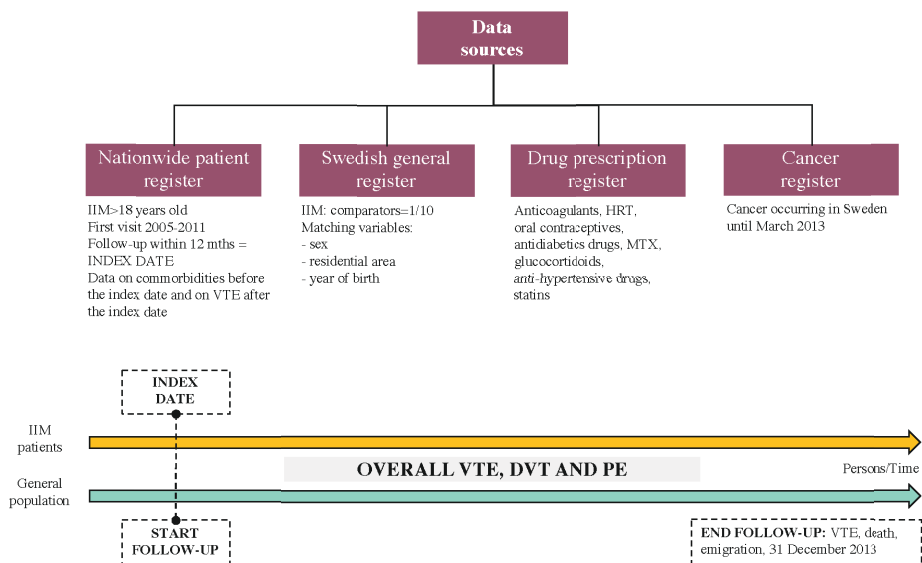 Data
sources
Nationwide patient
register
IIM>18 years old
First visit 2005-2011
Follow-up within 12 mths =
INDEX DATE
Data on commorbidities before
the index date and on VTE after
the index date
Swedish general
register
IIM: comparators=1/10
Matching variables:
- sex
- residential area
- year of birth
Drug prescription
register
Anticoagulants, HRT,
oral contraceptives,
antidiabetics drugs, MTX,
glucocortidoids,
anti-hypertensive drugs,
statins
Cancer
register
Cancer occurring in Sweden
until March 2013
INDEX
DATE
IIM
patients
OVERALL VTE, DVT AND PE
Persons/Time
General
population
START
FOLLOW-UP
END FOLLOW-UP: VTE, death,
emigration, 31 December 2013